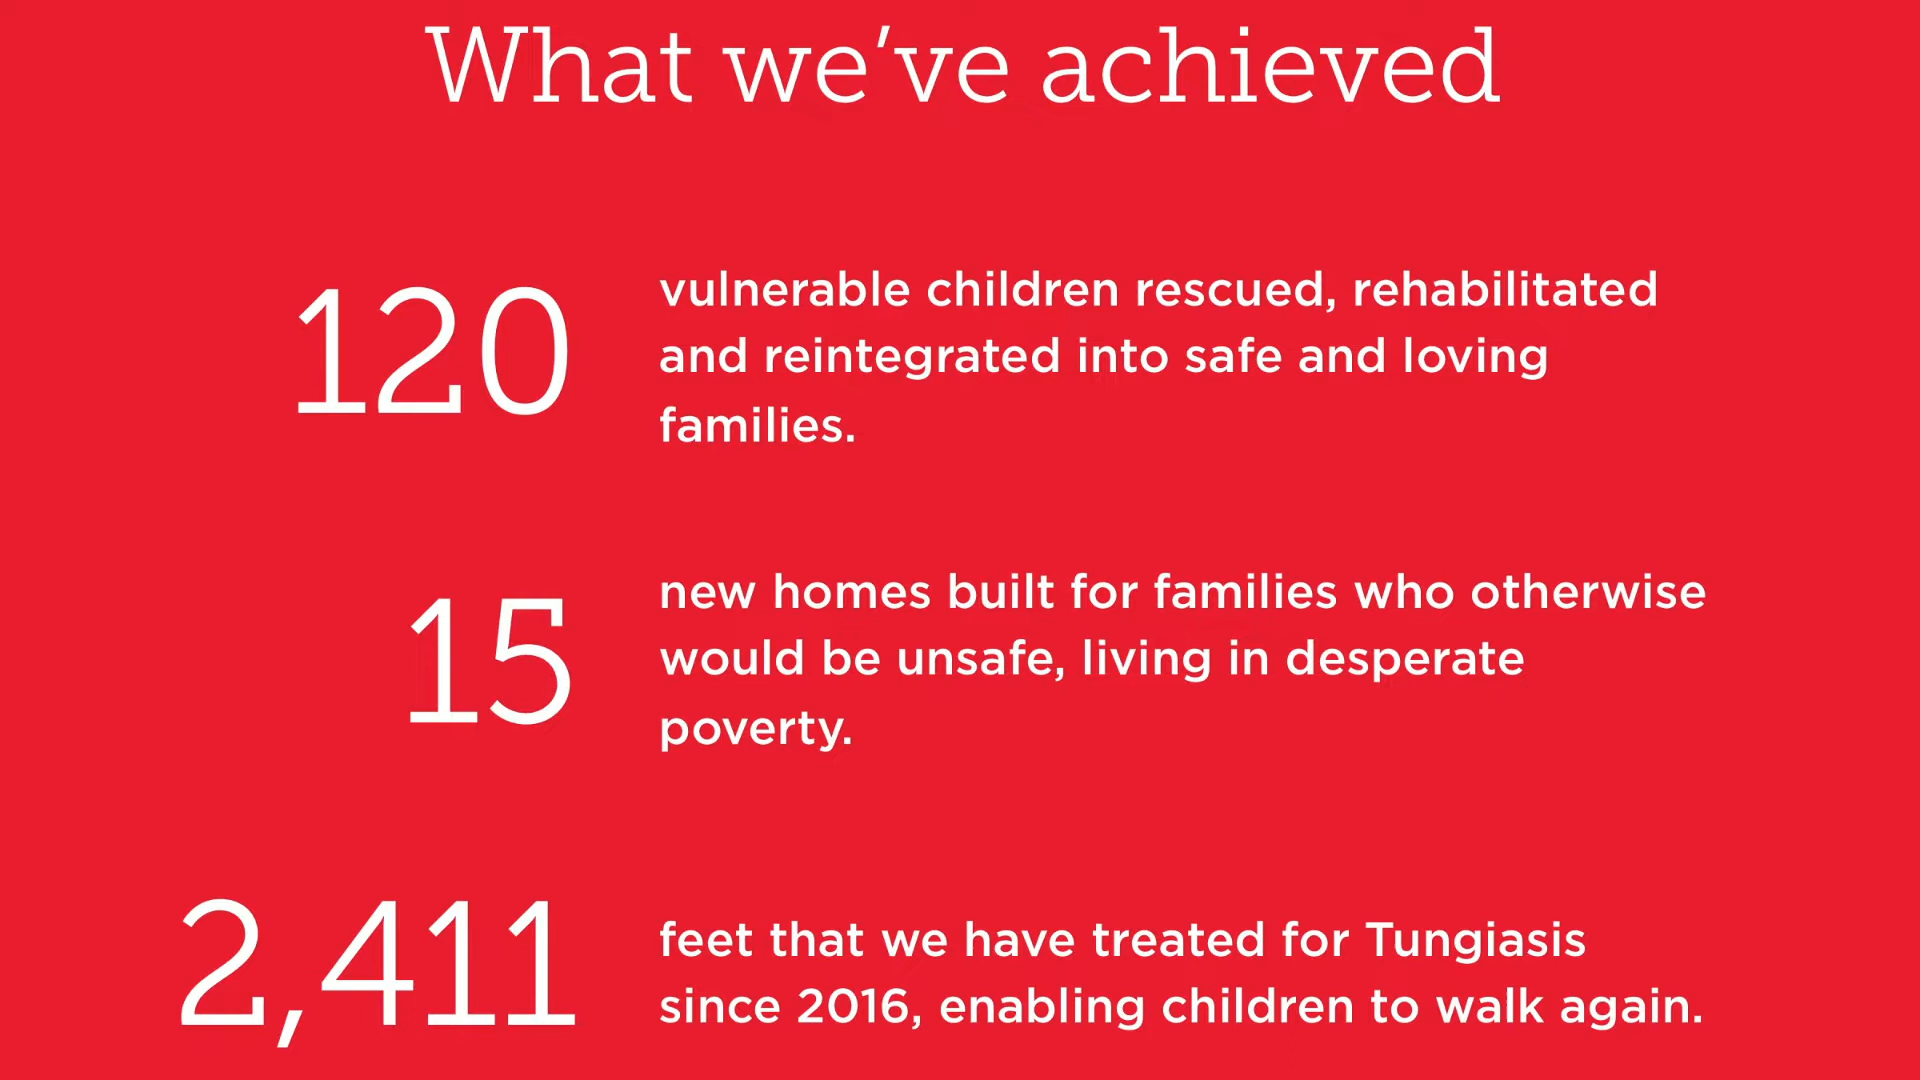 What we’ve achieved
120
vulnerable children rescued, rehabilitated
and reintegrated into safe and loving
families.
15
new homes built for families who otherwise
would be unsafe, living in desperate
poverty.
2,411
feet that we have treated for Tungiasis
since 2016, enabling children to walk again.